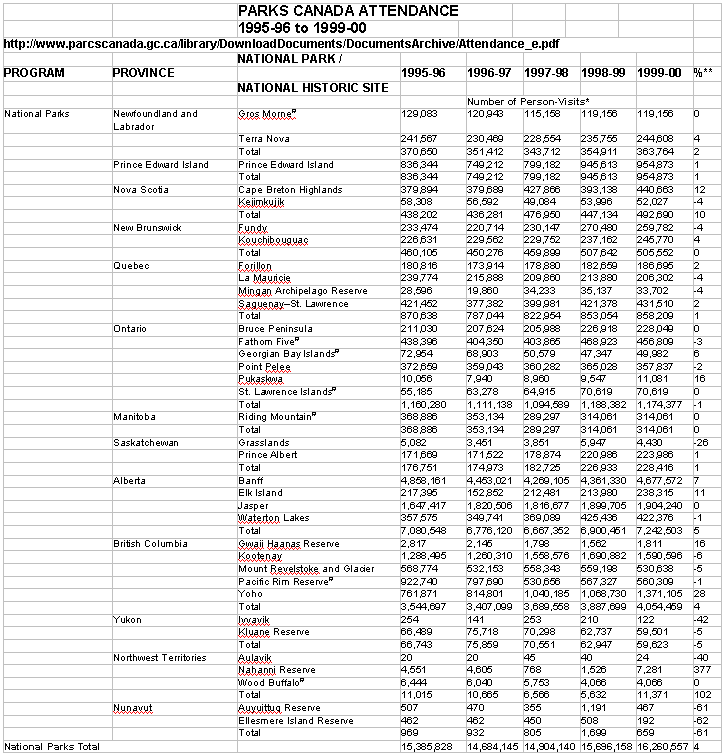 PARKS CANADA ATTENDANCE
1995-96 to 1999-00
http://www.parcscanada.gc.ca/library/DownloadDocuments/DocumentsArchive/Attendance_e.pdf
NATIONAL PARK /
PROGRAM PROVINCE 1995-96 1996-97 1997-98 1998-99 1999-00 %**
NATIONAL HISTORIC SITE
Number of Person-Visits*
National Parks Newfoundland and Labrador Gros Morne 129,083 120,943 115,158 119,156 119,156 0
Terra Nova 241,567 230,469 228,554 235,755 244,608 4
Total 370,650 351,412 343,712 354,911 363,764 2
Prince Edward Island Prince Edward Island 836,344 749,212 799,182 945,613 954,873 1
Total 836,344 749,212 799,182 945,613 954,873 1
Nova Scotia Cape Breton Highlands 379,894 379,689 427,866 393,138 440,663 12
Kejimkujik 58,308 56,592 49,084 53,996 52,027 -4
Total 438,202 436,281 476,950 447,134 492,690 10
New Brunswick Fundy 233,474 220,714 230,147 270,480 259,782 -4
Kouchibouguac 226,631 229,562 229,752 237,162 245,770 4
Total 460,105 450,276 459,899 507,642 505,552 0
Quebec Forillon 180,816 173,914 178,880 182,659 186,695 2
La Mauricie 239,774 215,888 209,860 213,880 206,302 -4
Mingan Archipelago Reserve 28,596 19,860 34,233 35,137 33,702 -4
Saguenay–St. Lawrence 421,452 377,382 399,981 421,378 431,510 2
Total 870,638 787,044 822,954 853,054 858,209 1
Ontario Bruce Peninsula 211,030 207,624 205,988 226,918 228,049 0
Fathom Five 438,396 404,350 403,865 468,923 456,809 -3
Georgian Bay Islands 72,954 68,903 50,579 47,347 49,982 6
Point Pelee 372,659 359,043 360,282 365,028 357,837 -2
Pukaskwa 10,056 7,940 8,960 9,547 11,081 16
St. Lawrence Islands 55,185 63,278 64,915 70,619 70,619 0
Total 1,160,280 1,111,138 1,094,589 1,188,382 1,174,377 -1
Manitoba Riding Mountain 368,886 353,134 289,297 314,061 314,061 0
Total 368,886 353,134 289,297 314,061 314,061 0
Saskatchewan Grasslands 5,082 3,451 3,851 5,947 4,430 -26
Prince Albert 171,669 171,522 178,874 220,986 223,986 1
Total 176,751 174,973 182,725 226,933 228,416 1
Alberta Banff 4,858,161 4,453,021 4,269,105 4,361,330 4,677,572 7
Elk Island 217,395 152,852 212,481 213,980 238,315 11
Jasper 1,647,417 1,820,506 1,816,677 1,899,705 1,904,240 0
Waterton Lakes 357,575 349,741 369,089 425,436 422,376 -1
Total 7,080,548 6,776,120 6,667,352 6,900,451 7,242,503 5
British Columbia Gwaii Haanas Reserve 2,817 2,145 1,798 1,562 1,811 16
Kootenay 1,288,495 1,260,310 1,558,576 1,690,882 1,590,596 -6
Mount Revelstoke and Glacier 568,774 532,153 558,343 559,198 530,638 -5
Pacific Rim Reserve 922,740 797,690 530,656 567,327 560,309 -1
Yoho 761,871 814,801 1,040,185 1,068,730 1,371,105 28
Total 3,544,697 3,407,099 3,689,558 3,887,699 4,054,459 4
Yukon Ivvavik 254 141 253 210 122 -42
Kluane Reserve 66,489 75,718 70,298 62,737 59,501 -5
Total 66,743 75,859 70,551 62,947 59,623 -5
Northwest Territories Aulavik 20 20 45 40 24 -40
Nahanni Reserve 4,551 4,605 768 1,526 7,281 377
Wood Buffalo 6,444 6,040 5,753 4,066 4,066 0
Total 11,015 10,665 6,566 5,632 11,371 102
Nunavut Auyuittuq Reserve 507 470 355 1,191 467 -61
Ellesmere Island Reserve 462 462 450 508 192 -62
Total 969 932 805 1,699 659 -61
National Parks Total 15,385,828 14,684,145 14,904,140 15,696,158 16,260,557 4